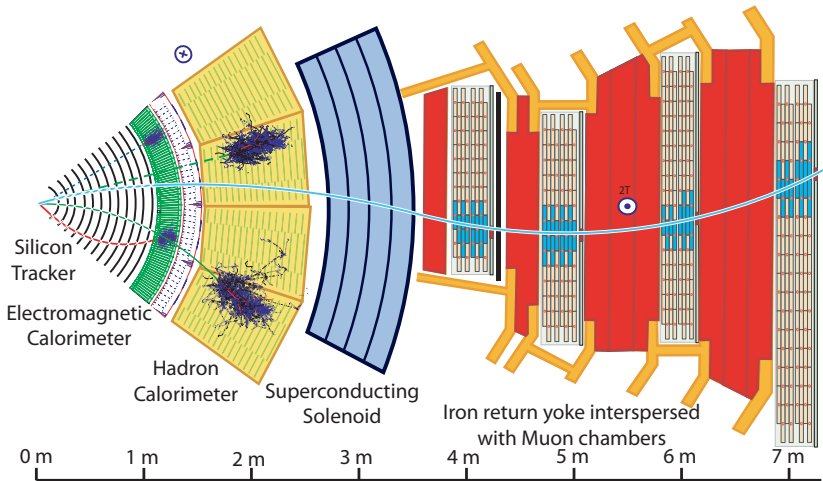 2T
Silicon
Tracker
Electromagnetic
Calorimeter
Hadron
Calorimeter
Superconducting
Solenoid
Iron return yoke interspersed
with Muon chambers
0 m 1 m 2 m 3 m 4 m 5 m 6 m 7 m